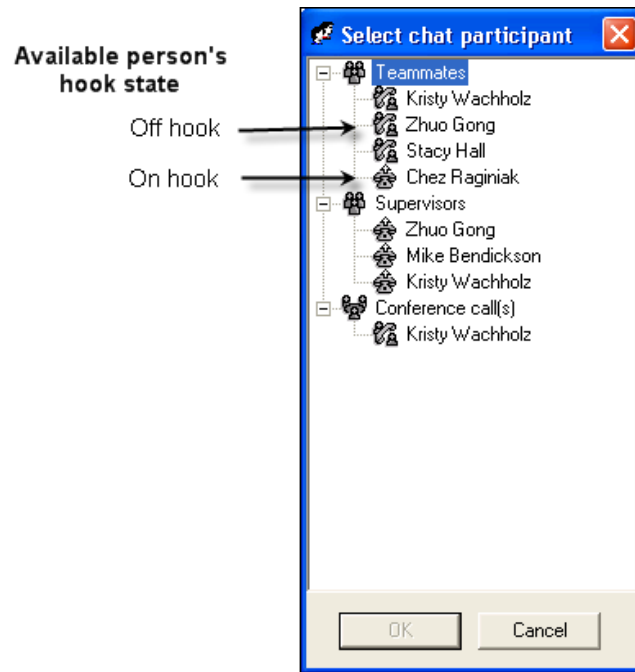 Available person's
hook state
Off hook
On hook
Select chat participant
Teammates
Kristy Wachholz
Zhuo Gong
Stacy Hall
Chez Raginiak
Supervisors
Zhuo Gong
Mike Bendickson
Kristy Wachholz
Conference call(s)
Kristy Wachholz
OK
Cancel